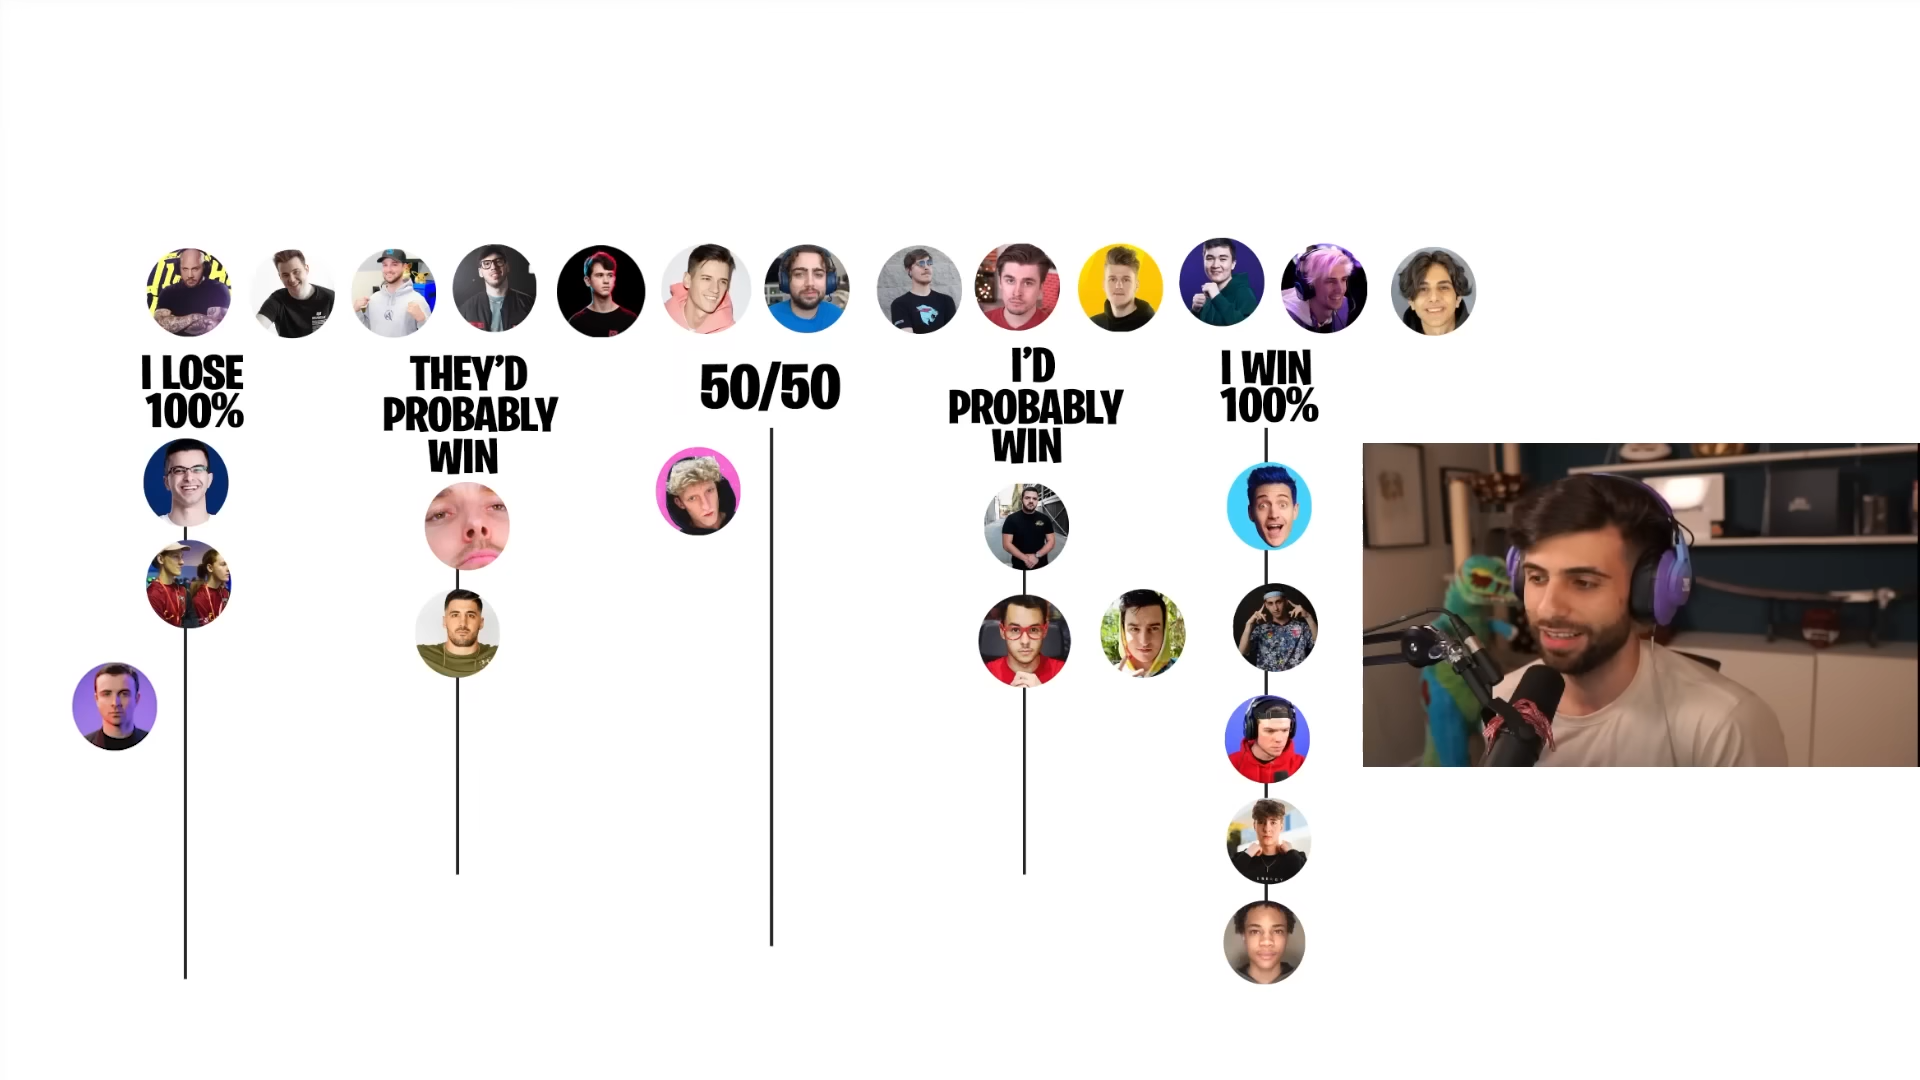 I LOSE
100%
THEY'D
PROBABLY
WIN
50/50
I'D
PROBABLY
WIN
I WIN
100%